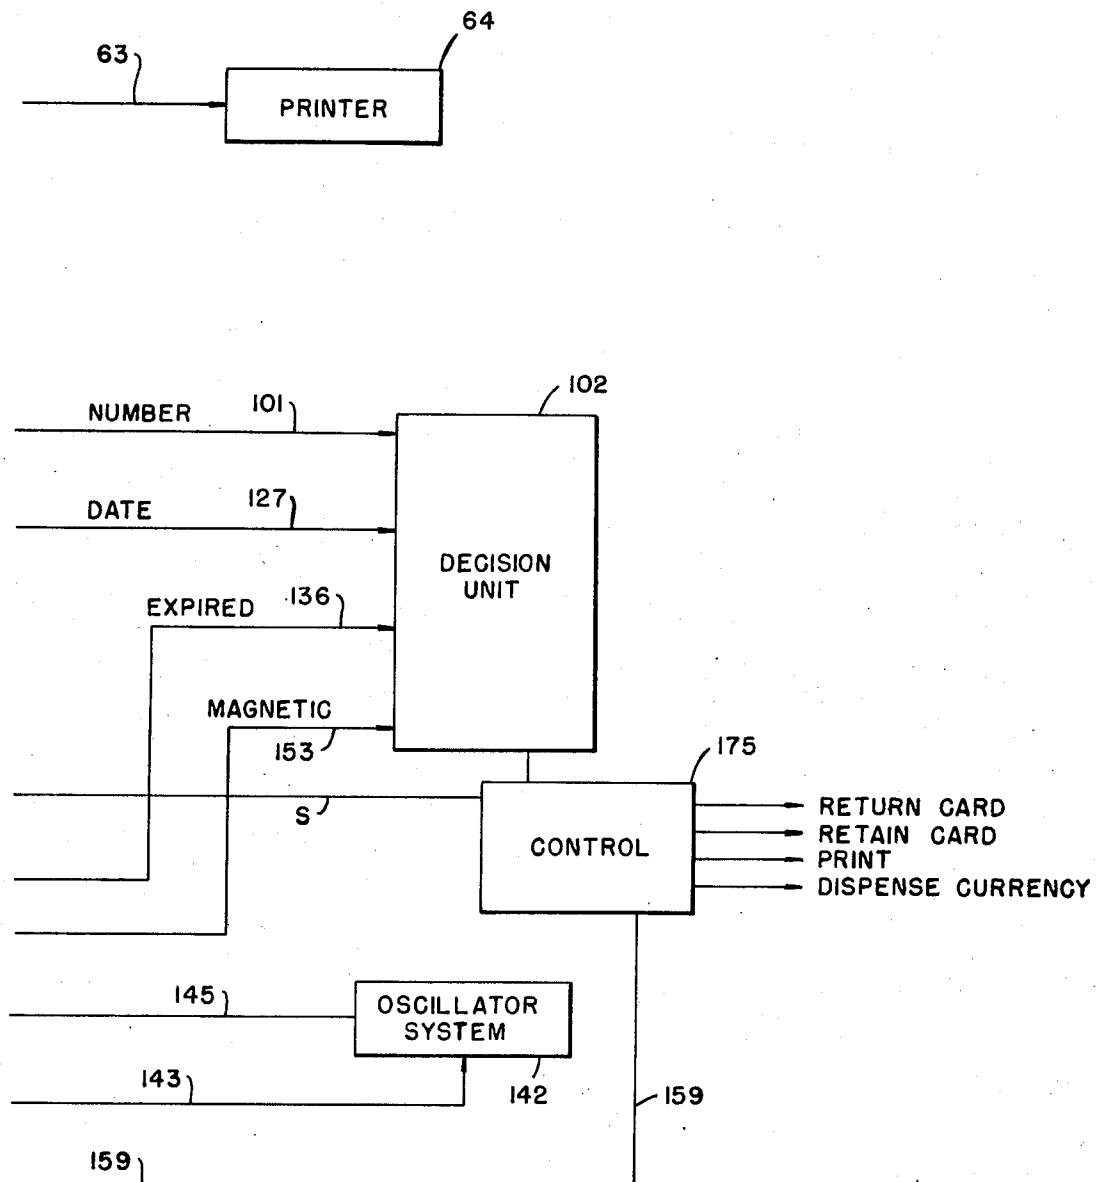 64
63
PRINTER
102
NUMBER 101
DATE 127
DECISION
UNIT
EXPIRED 136
MAGNETIC
153
175
S
CONTROL
RETURN CARD
RETAIN CARD
PRINT
DISPENSE CURRENCY
145
OSCILLATOR
SYSTEM
143
142
159
159